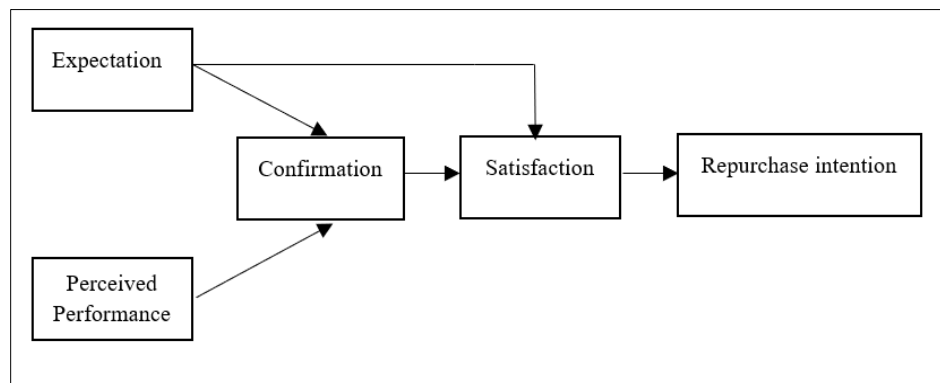 Expectation
Confirmation
Satisfaction
Repurchase intention
Perceived
Performance